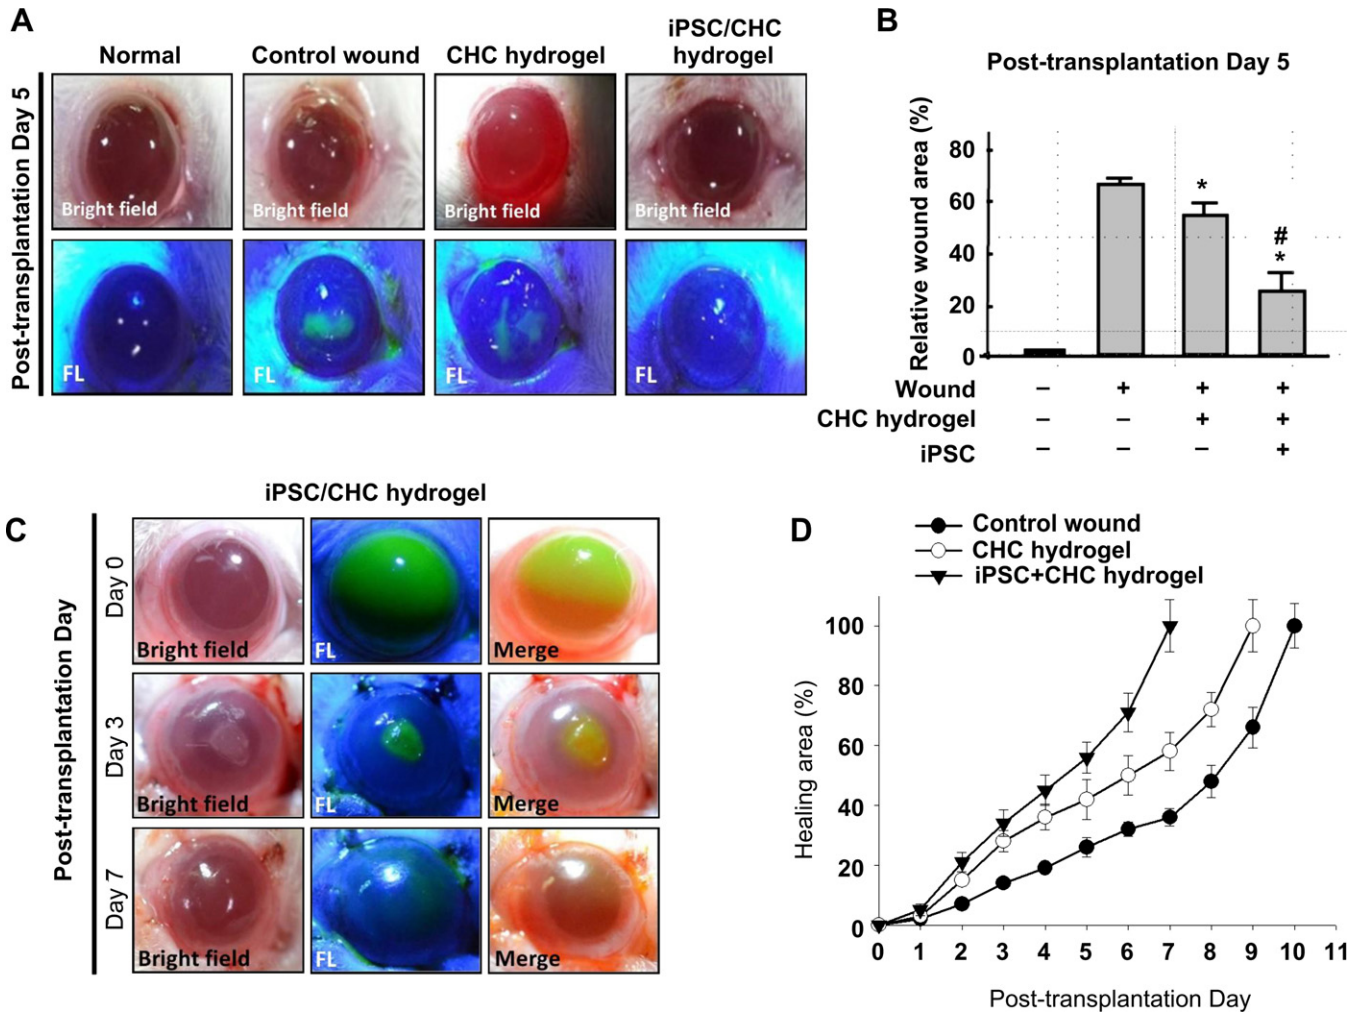 A
Normal
Control wound
CHC hydrogel
iPSC/CHC
hydrogel
Post-transplantation Day 5
Bright field
Bright field
Bright field
Bright field
FL
FL
FL
FL
B
Post-transplantation Day 5
Relative wound area (%)
80
60
40
20
0
*
#
*
Wound – + + +
CHC hydrogel – – + +
iPSC – – – +
C
iPSC/CHC hydrogel
Post-transplantation Day
Day 0
Bright field
FL
Merge
Day 3
Bright field
FL
Merge
Day 7
Bright field
FL
Merge
D
Control wound
CHC hydrogel
iPSC+CHC hydrogel
Healing area (%)
100
80
60
40
20
0
0 1 2 3 4 5 6 7 8 9 10 11
Post-transplantation Day